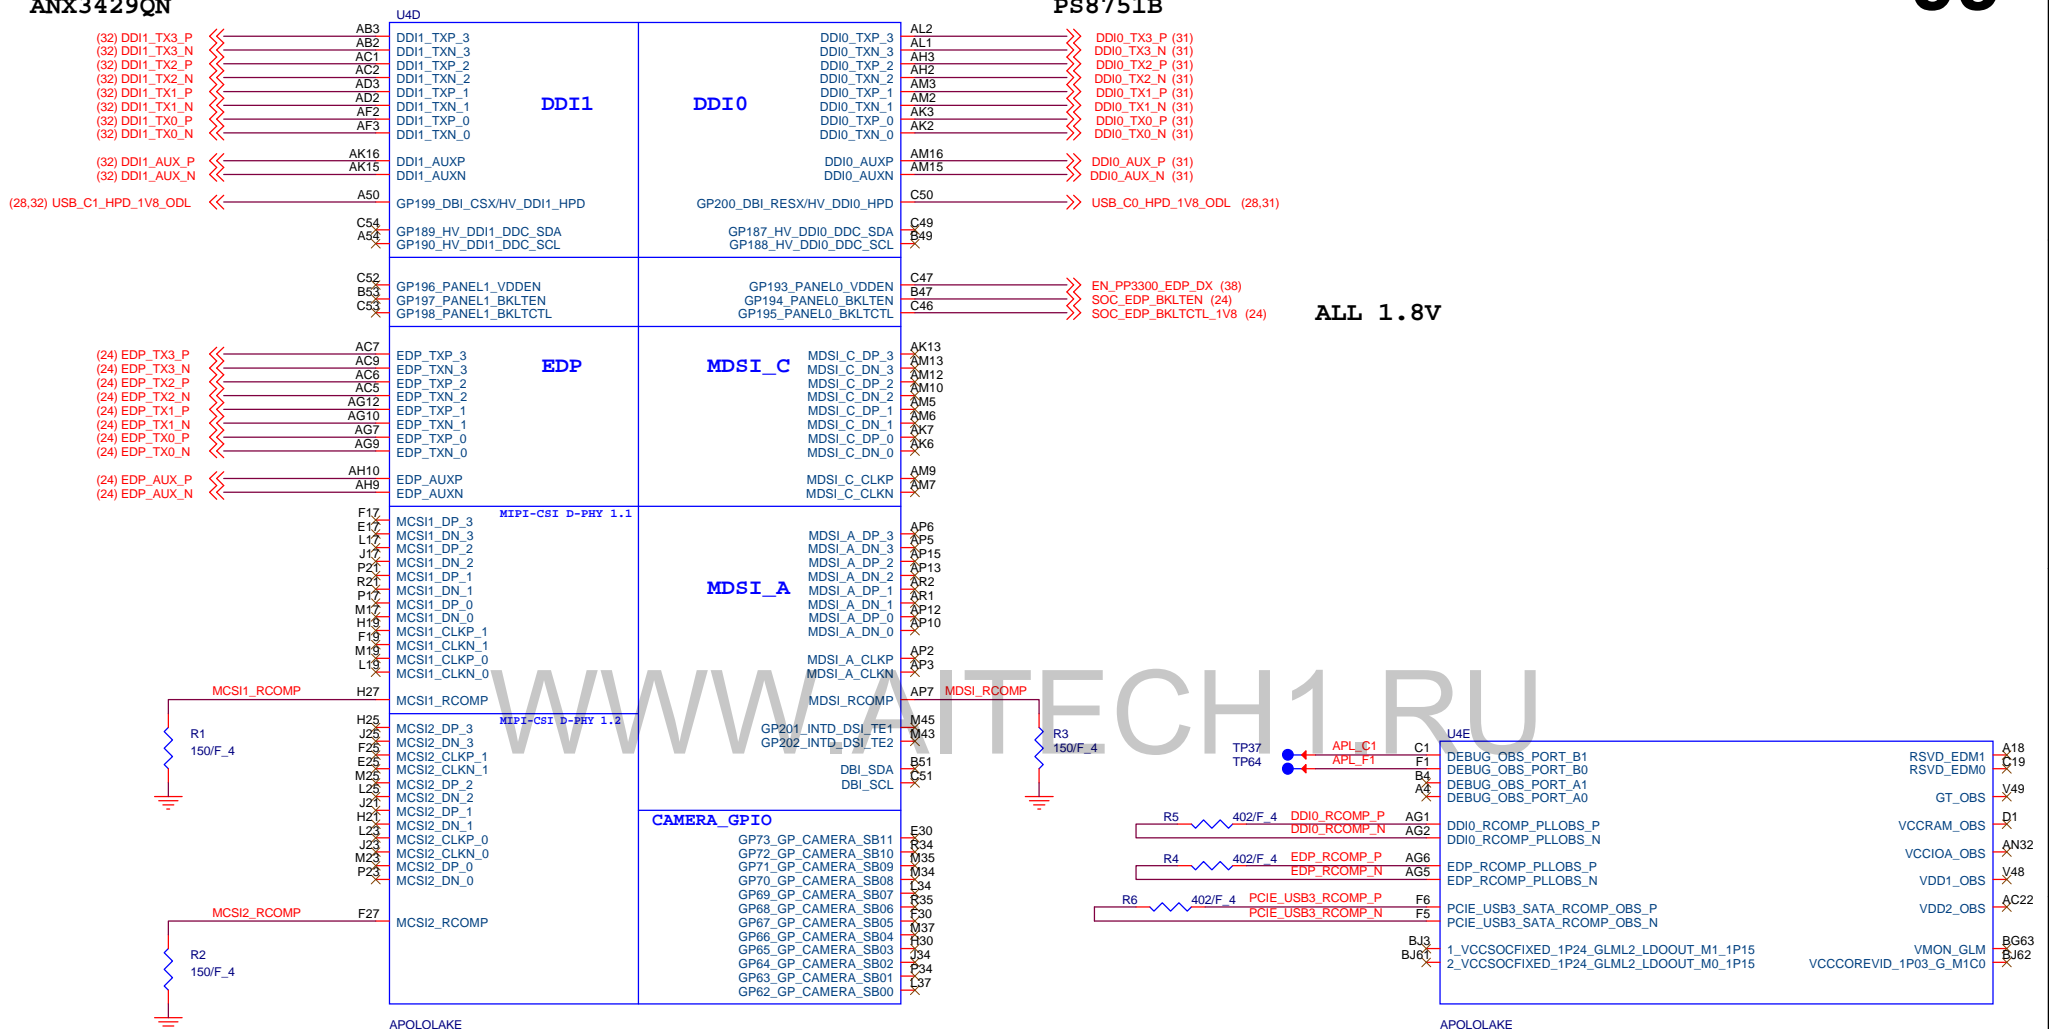 ANX3429QN
PS8751B
U4D
(32) DDI1_TX3_P AB3 DDI1_TXP_3
(32) DDI1_TX3_N AB2 DDI1_TXN_3
(32) DDI1_TX2_P AC1 DDI1_TXP_2
(32) DDI1_TX2_N AC2 DDI1_TXN_2
(32) DDI1_TX1_P AD3 DDI1_TXP_1
(32) DDI1_TX1_N AD2 DDI1_TXN_1
(32) DDI1_TX0_P AF2 DDI1_TXP_0
(32) DDI1_TX0_N AF3 DDI1_TXN_0
DDI1
(32) DDI1_AUX_P AK16 DDI1_AUXP
(32) DDI1_AUX_N AK15 DDI1_AUXN
(28,32) USB_C1_HPD_1V8_ODL A50 GP199_DBI_CSX/HV_DDI1_HPD
C54 GP189_HV_DDI1_DDC_SDA
A54 GP190_HV_DDI1_DDC_SCL
DDI0
DDI0_TXP_3 AL2 DDI0_TX3_P (31)
DDI0_TXN_3 AL1 DDI0_TX3_N (31)
DDI0_TXP_2 AH3 DDI0_TX2_P (31)
DDI0_TXN_2 AH2 DDI0_TX2_N (31)
DDI0_TXP_1 AM3 DDI0_TX1_P (31)
DDI0_TXN_1 AM2 DDI0_TX1_N (31)
DDI0_TXP_0 AK3 DDI0_TX0_P (31)
DDI0_TXN_0 AK2 DDI0_TX0_N (31)
DDI0_AUXP AM16 DDI0_AUX_P (31)
DDI0_AUXN AM15 DDI0_AUX_N (31)
GP200_DBI_RESX/HV_DDI0_HPD C50 USB_C0_HPD_1V8_ODL (28,31)
GP187_HV_DDI0_DDC_SDA C49
GP188_HV_DDI0_DDC_SCL B49
C52 GP196_PANEL1_VDDEN
B53 GP197_PANEL1_BKLTEN
C53 GP198_PANEL1_BKLTCTL
GP193_PANEL0_VDDEN C47 EN_PP3300_EDP_DX (38)
GP194_PANEL0_BKLTEN B47 SOC_EDP_BKLTEN (24)
GP195_PANEL0_BKLTCTL C46 SOC_EDP_BKLTCTL_1V8 (24)
ALL 1.8V
(24) EDP_TX3_P AC7 EDP_TXP_3
(24) EDP_TX3_N AC9 EDP_TXN_3
(24) EDP_TX2_P AC6 EDP_TXP_2
(24) EDP_TX2_N AC5 EDP_TXN_2
(24) EDP_TX1_P AG12 EDP_TXP_1
(24) EDP_TX1_N AG10 EDP_TXN_1
(24) EDP_TX0_P AG7 EDP_TXP_0
(24) EDP_TX0_N AG9 EDP_TXN_0
EDP
(24) EDP_AUX_P AH10 EDP_AUXP
(24) EDP_AUX_N AH9 EDP_AUXN
MDSI_C
MDSI_C_DP_3 AK13
MDSI_C_DN_3 AM13
MDSI_C_DP_2 AM12
MDSI_C_DN_2 AM10
MDSI_C_DP_1 AM5
MDSI_C_DN_1 AM6
MDSI_C_DP_0 AK7
MDSI_C_DN_0 AK6
MDSI_C_CLKP AM9
MDSI_C_CLKN AM7
MIPI-CSI D-PHY 1.1
F17 MCSI1_DP_3
E17 MCSI1_DN_3
L17 MCSI1_DP_2
J17 MCSI1_DN_2
P21 MCSI1_DP_1
R21 MCSI1_DN_1
P17 MCSI1_DP_0
M17 MCSI1_DN_0
H19 MCSI1_CLKP_1
F19 MCSI1_CLKN_1
M19 MCSI1_CLKP_0
L19 MCSI1_CLKN_0
MCSI1_RCOMP H27 MCSI1_RCOMP
R1
150/F_4
MDSI_A
MDSI_A_DP_3 AP6
MDSI_A_DN_3 AP5
MDSI_A_DP_2 AP15
MDSI_A_DN_2 AP13
MDSI_A_DP_1 AR2
MDSI_A_DN_1 AR1
MDSI_A_DP_0 AP12
MDSI_A_DN_0 AP10
MDSI_A_CLKP AP2
MDSI_A_CLKN AP3
MDSI_RCOMP AP7 MDSI_RCOMP
R3
150/F_4
GP201_INTD_DSI_TE1 M45
GP202_INTD_DSI_TE2 M43
DBI_SDA B51
DBI_SCL C51
WWW.AITECH1.RU
MIPI-CSI D-PHY 1.2
H25 MCSI2_DP_3
J25 MCSI2_DN_3
F25 MCSI2_CLKP_1
E25 MCSI2_CLKN_1
M25 MCSI2_DP_2
L25 MCSI2_DN_2
J21 MCSI2_DP_1
H21 MCSI2_DN_1
L23 MCSI2_CLKP_0
J23 MCSI2_CLKN_0
M23 MCSI2_DP_0
P23 MCSI2_DN_0
MCSI2_RCOMP F27 MCSI2_RCOMP
R2
150/F_4
CAMERA_GPIO
GP73_GP_CAMERA_SB11 E30
GP72_GP_CAMERA_SB10 R34
GP71_GP_CAMERA_SB09 M35
GP70_GP_CAMERA_SB08 M34
GP69_GP_CAMERA_SB07 L34
GP68_GP_CAMERA_SB06 R35
GP67_GP_CAMERA_SB05 F30
GP66_GP_CAMERA_SB04 M37
GP65_GP_CAMERA_SB03 H30
GP64_GP_CAMERA_SB02 J34
GP63_GP_CAMERA_SB01 P34
GP62_GP_CAMERA_SB00 L37
APOLOLAKE
U4E
TP37 APL_C1 C1 DEBUG_OBS_PORT_B1
TP64 APL_F1 F1 DEBUG_OBS_PORT_B0
B4 DEBUG_OBS_PORT_A1
A4 DEBUG_OBS_PORT_A0
R5 402/F_4 DDI0_RCOMP_P AG1 DDI0_RCOMP_PLLOBS_P
DDI0_RCOMP_N AG2 DDI0_RCOMP_PLLOBS_N
R4 402/F_4 EDP_RCOMP_P AG6 EDP_RCOMP_PLLOBS_P
EDP_RCOMP_N AG5 EDP_RCOMP_PLLOBS_N
R6 402/F_4 PCIE_USB3_RCOMP_P F6 PCIE_USB3_SATA_RCOMP_OBS_P
PCIE_USB3_RCOMP_N F5 PCIE_USB3_SATA_RCOMP_OBS_N
BJ3 1_VCCSOCFIXED_1P24_GLML2_LDOOUT_M1_1P15
BJ61 2_VCCSOCFIXED_1P24_GLML2_LDOOUT_M0_1P15
RSVD_EDM1 A18
RSVD_EDM0 C19
GT_OBS V49
VCCRAM_OBS D1
VCCIOA_OBS AN32
VDD1_OBS V48
VDD2_OBS AC22
VMON_GLM BG63
VCCCOREVID_1P03_G_M1C0 BJ62
APOLOLAKE